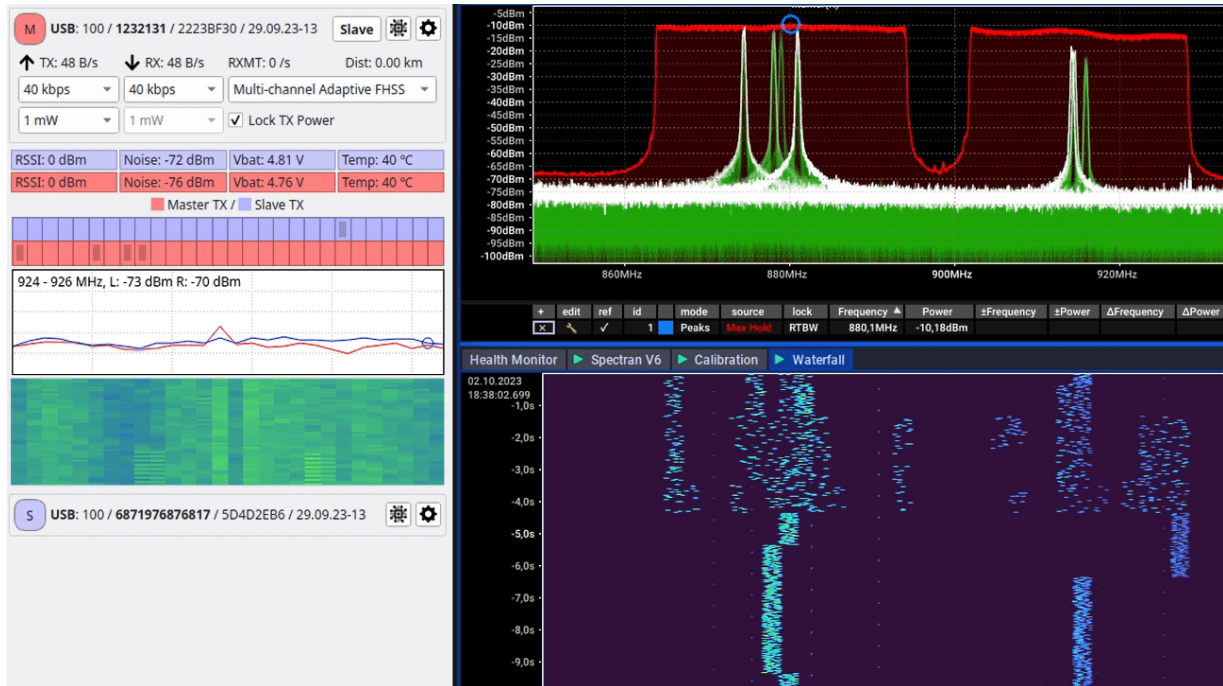 M USB: 100 / 1232131 / 2223BF30 / 29.09.23-13 Slave
TX: 48 B/s RX: 48 B/s RXMT: 0 /s Dist: 0.00 km
40 kbps 40 kbps Multi-channel Adaptive FHSS
1 mW 1 mW Lock TX Power
RSSI: 0 dBm Noise: -72 dBm Vbat: 4.81 V Temp: 40 °C
RSSI: 0 dBm Noise: -76 dBm Vbat: 4.76 V Temp: 40 °C
Master TX / Slave TX
924 - 926 MHz, L: -73 dBm R: -70 dBm
S USB: 100 / 6871976876817 / 5D4D2EB6 / 29.09.23-13
-5dBm
-10dBm
-15dBm
-20dBm
-25dBm
-30dBm
-35dBm
-40dBm
-45dBm
-50dBm
-55dBm
-60dBm
-65dBm
-70dBm
-75dBm
-80dBm
-85dBm
-90dBm
-95dBm
-100dBm
860MHz 880MHz 900MHz 920MHz
+ edit ref id mode source lock Frequency Power ±Frequency ±Power ΔFrequency ΔPower
1 Peaks Max Hold RTBW 880,1MHz -10,18dBm
Health Monitor Spectran V6 Calibration Waterfall
02.10.2023
18:38:02.699
-1,0s
-2,0s
-3,0s
-4,0s
-5,0s
-6,0s
-7,0s
-8,0s
-9,0s